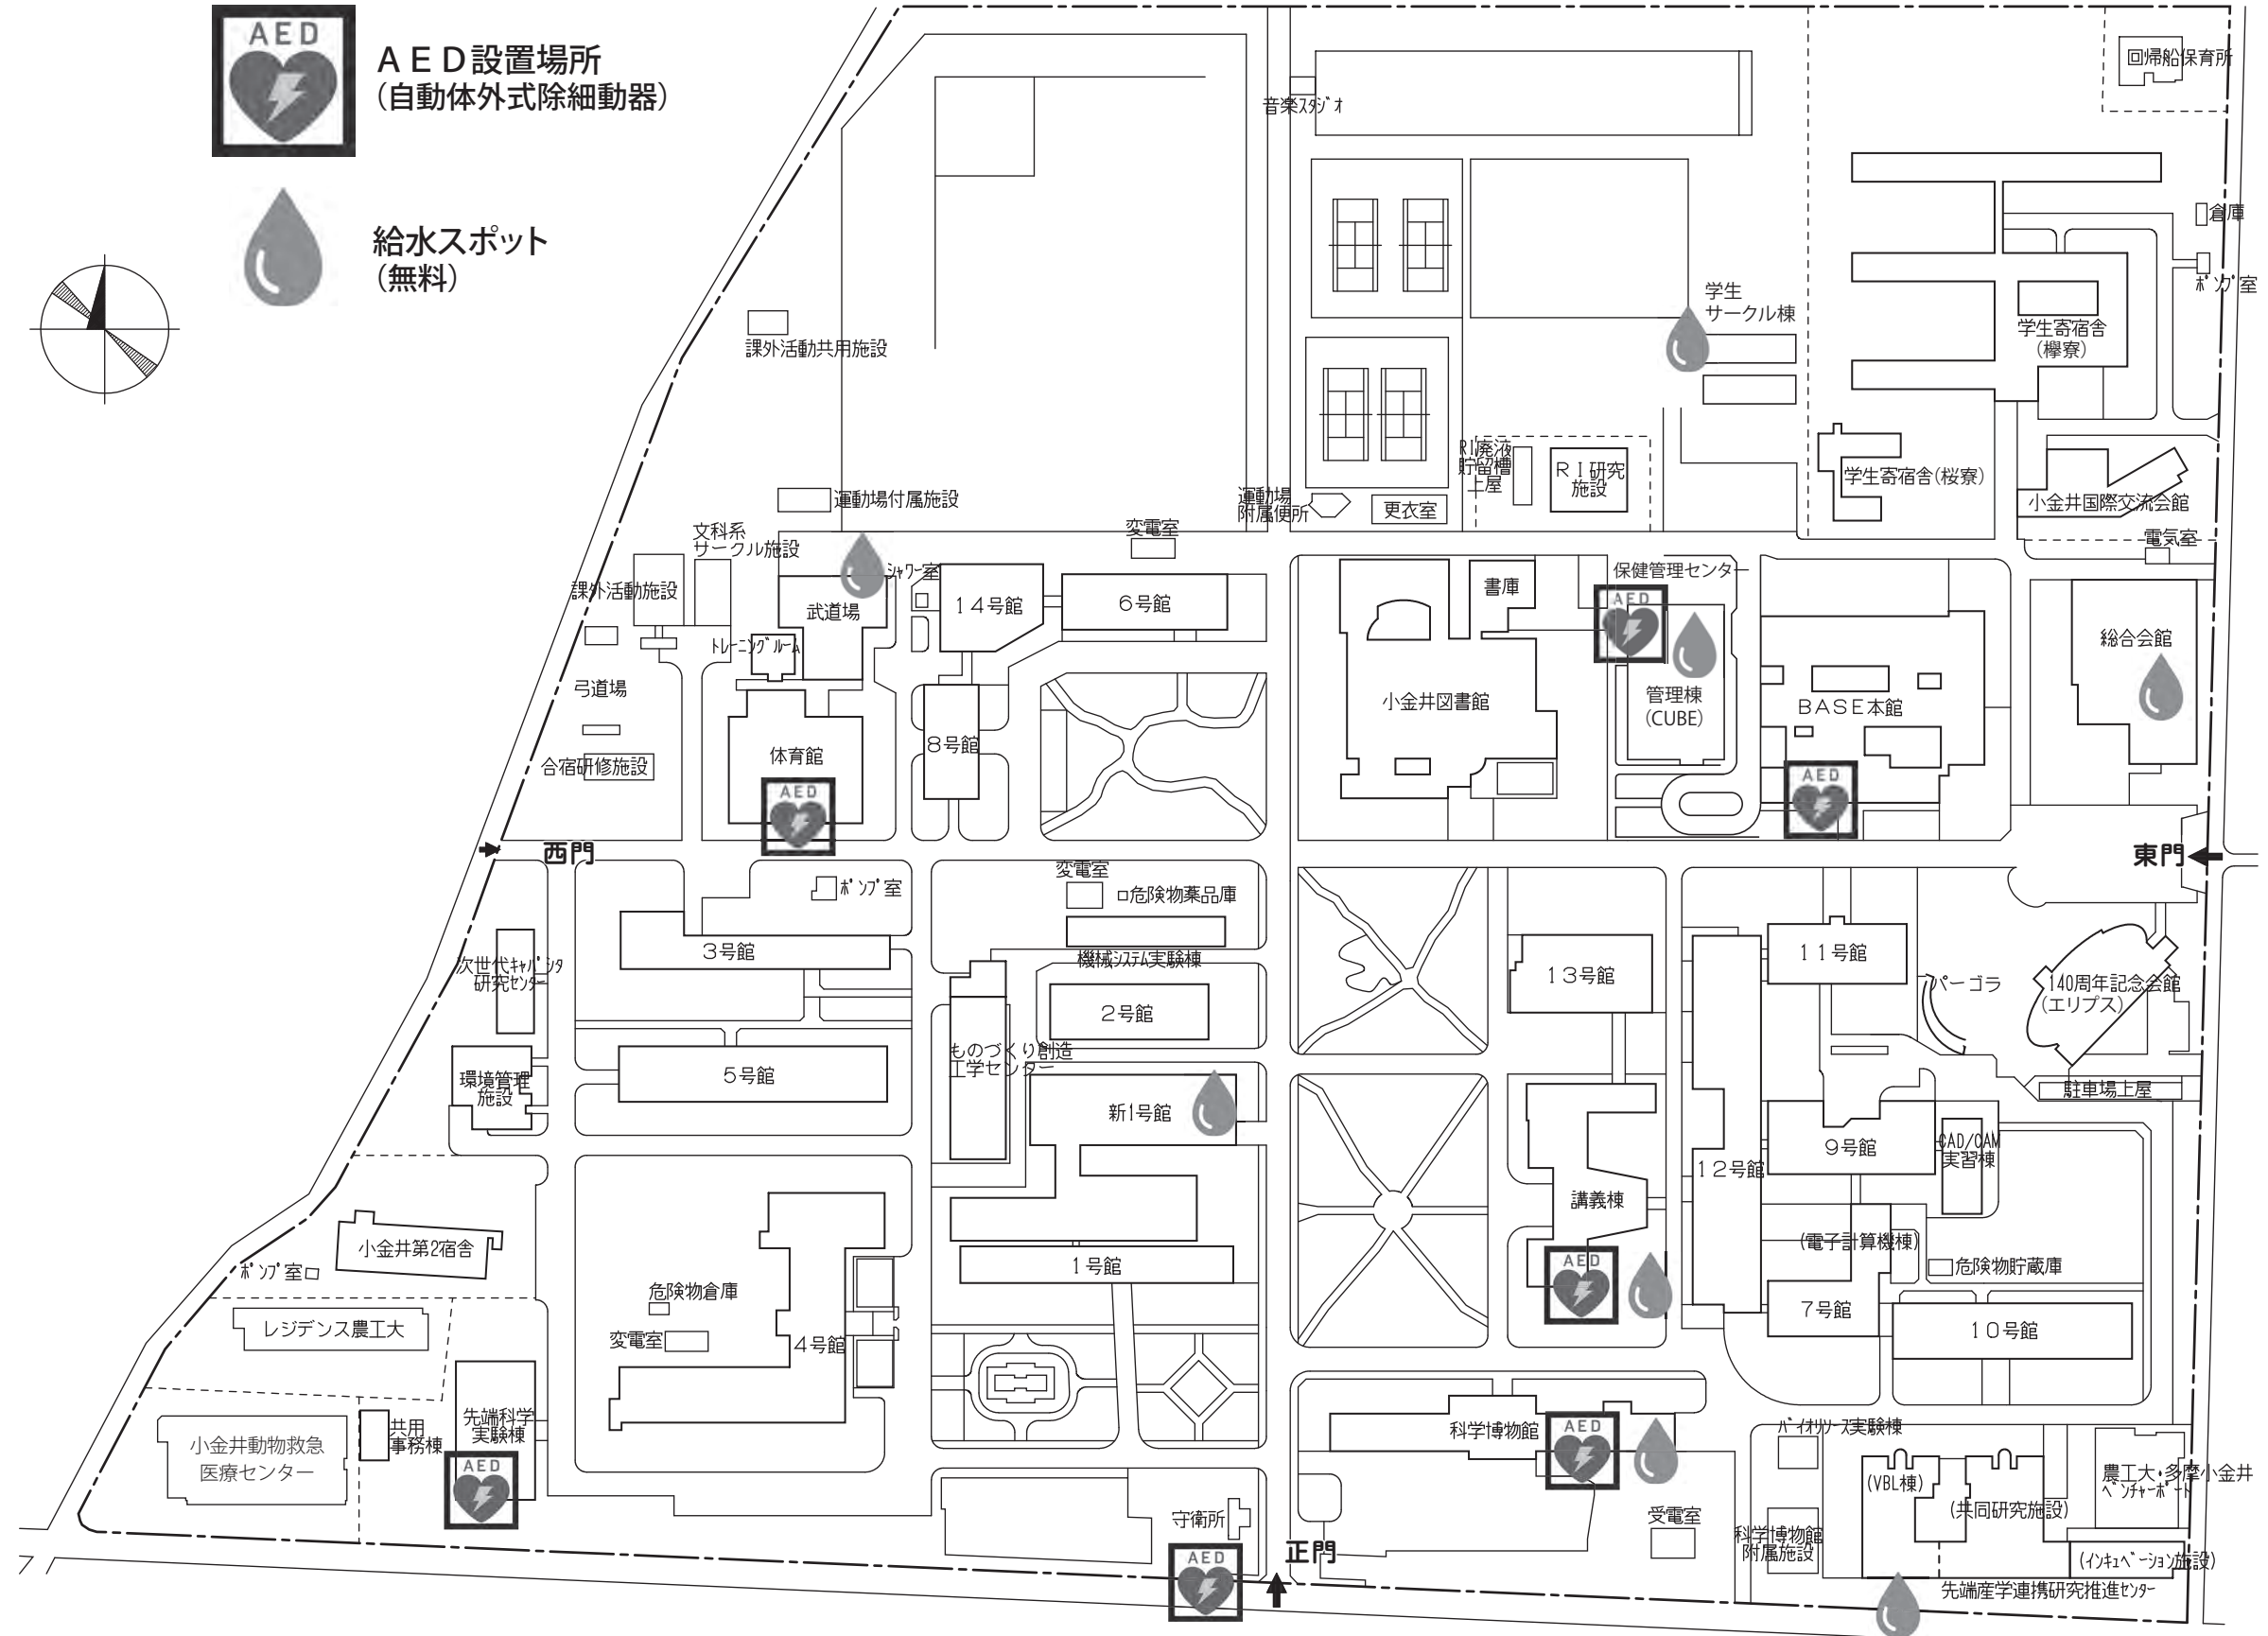 AED
ＡＥＤ設置場所
（自動体外式除細動器）
給水スポット
（無料）
回帰船保育所
音楽ｽﾀｼﾞｵ
倉庫
ﾎﾟﾝﾌﾟ室
学生
サークル棟
学生寄宿舎
（欅寮）
課外活動共用施設
RI廃液
貯留槽
上屋
ＲＩ研究
施設
学生寄宿舎(桜寮)
小金井国際交流会館
運動場付属施設
運動場
附属便所
更衣室
変電室
電気室
文科系
サークル施設
課外活動施設
ｼｬﾜｰ室
武道場
１４号館
６号館
書庫
保健管理センター
AED
総合会館
ﾄﾚｰﾆﾝｸﾞﾙｰﾑ
弓道場
小金井図書館
管理棟
(CUBE)
ＢＡＳＥ本館
８号館
体育館
合宿研修施設
AED
AED
西門
東門
変電室
危険物薬品庫
ﾎﾟﾝﾌﾟ室
３号館
機械ｼｽﾃﾑ実験棟
次世代ｷｬﾊﾟｼﾀ
研究ｾﾝﾀｰ
１３号館
１１号館
パーゴラ
140周年記念会館
(エリプス)
２号館
ものづくり創造
工学センター
５号館
環境管理
施設
新1号館
駐車場上屋
９号館
CAD/CAM
実習棟
１２号館
講義棟
小金井第2宿舎
ﾎﾟﾝﾌﾟ室
(電子計算機棟)
危険物貯蔵庫
１号館
危険物倉庫
AED
７号館
１０号館
レジデンス農工大
変電室
４号館
先端科学
実験棟
共用
事務棟
小金井動物救急
医療センター
AED
科学博物館
AED
ﾊﾞｲｵﾘｿｰｽ実験棟
(VBL棟)
(共同研究施設)
農工大・多摩小金井
ﾍﾞﾝﾁｬｰﾎﾟｰﾄ
守衛所
受電室
科学博物館
附属施設
AED
正門
(ｲﾝｷｭﾍﾞｰｼｮﾝ施設)
先端産学連携研究推進ｾﾝﾀｰ